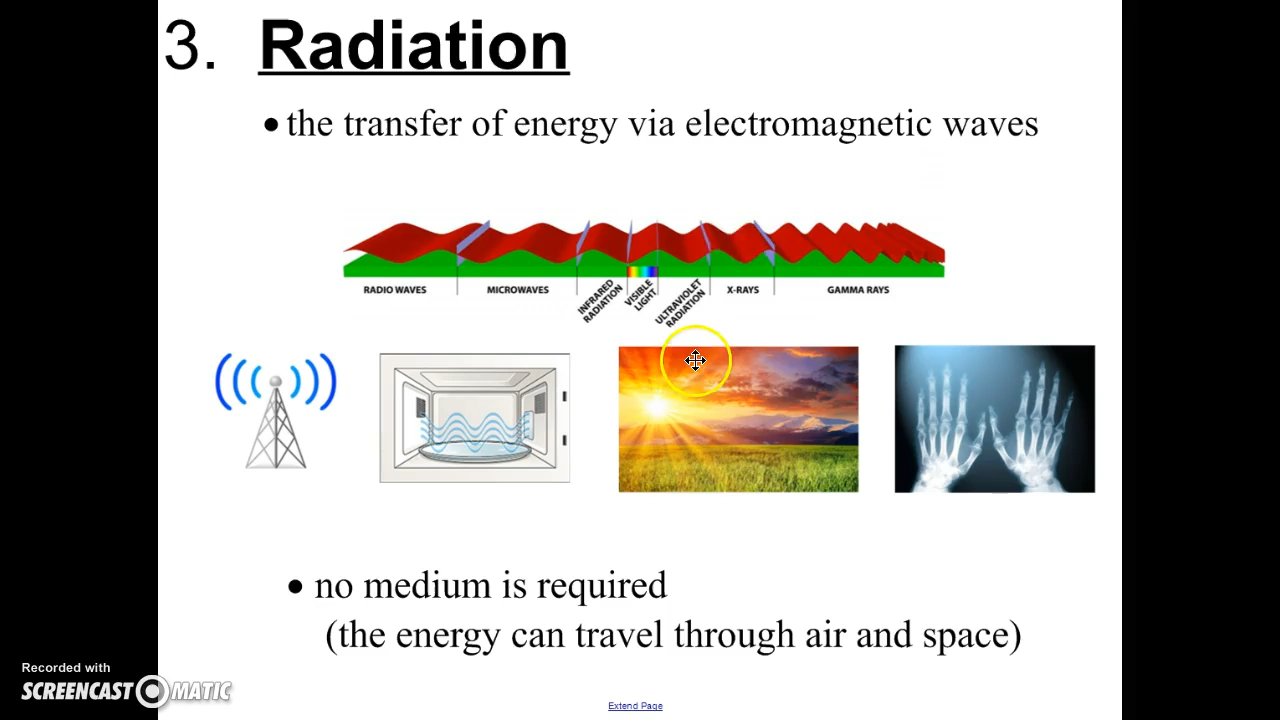 3. Radiation
• the transfer of energy via electromagnetic waves
RADIO WAVES
MICROWAVES
INFRARED
RADIATION
VISIBLE
LIGHT
ULTRAVIOLET
RADIATION
X-RAYS
GAMMA RAYS
• no medium is required
(the energy can travel through air and space)
Recorded with
SCREENCAST MATIC
Extend Page